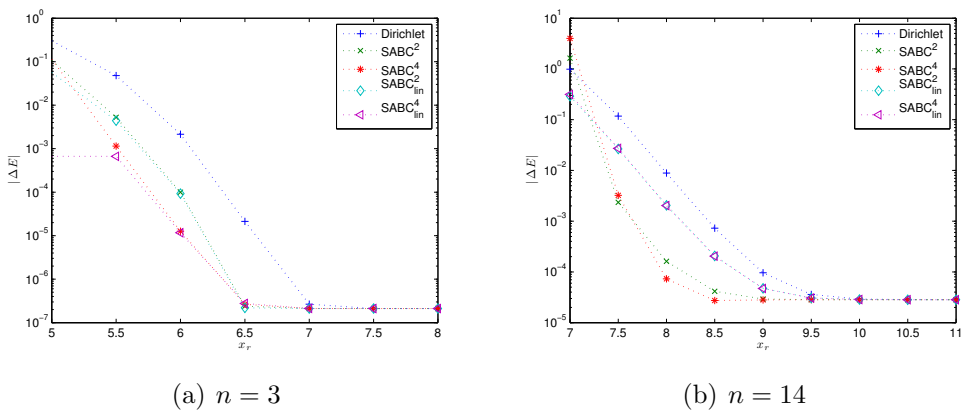 10^0
10^-1
10^-2
10^-3
10^-4
10^-5
10^-6
10^-7
|ΔE|
5 5.5 6 6.5 7 7.5 8
x_r
Dirichlet
SABC^2
SABC^4
SABC^2_lin
SABC^4_lin
(a) n = 3
10^1
10^0
10^-1
10^-2
10^-3
10^-4
10^-5
|ΔE|
7 7.5 8 8.5 9 9.5 10 10.5 11
x_r
Dirichlet
SABC^2
SABC^4
SABC^2_lin
SABC^4_lin
(b) n = 14